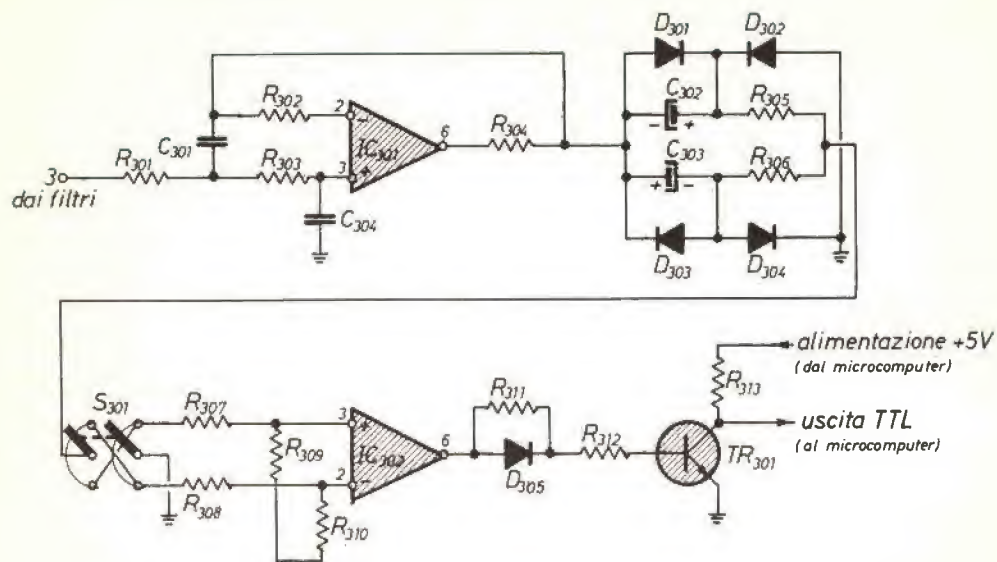 D301
D302
C302
- +
R305
C303
+ -
R306
D303
D304
R302
2
-
IC301
6
R304
C301
R301
R303
3
+
3
dai filtri
C304
alimentazione +5V
(dal microcomputer)
R313
uscita TTL
(al microcomputer)
S301
R307
3
+
R309
IC302
6
R311
D305
R312
TR301
2
-
R308
R310